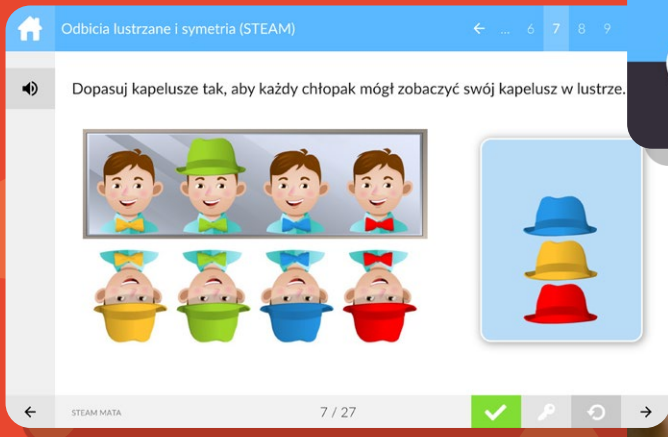 Odbicia lustrzane i symetria (STEAM)
... 6 7 8 9
Dopasuj kapelusze tak, aby każdy chłopak mógł zobaczyć swój kapelusz w lustrze.
STEAM MATA
7 / 27